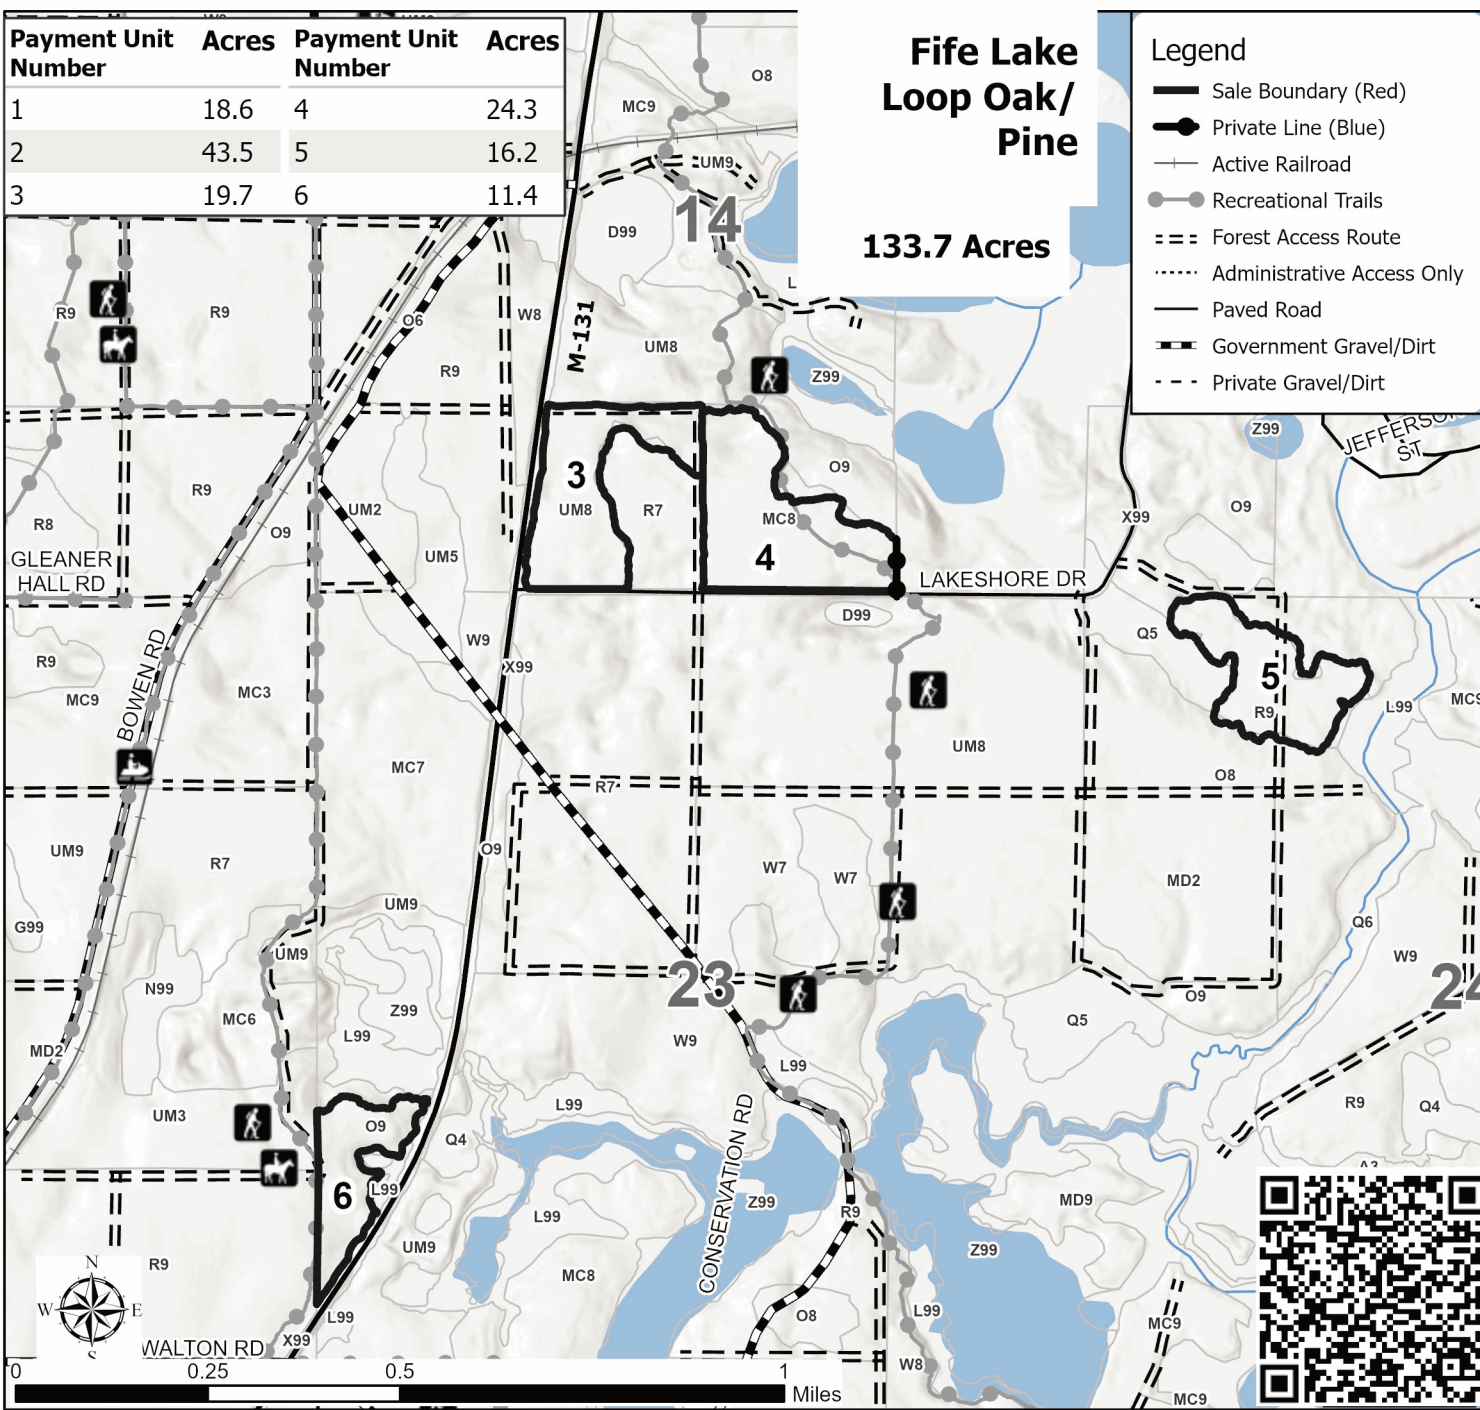 Payment Unit Number Acres Payment Unit Number Acres
1 18.6 4 24.3
2 43.5 5 16.2
3 19.7 6 11.4
Fife Lake
Loop Oak/
Pine
133.7 Acres
Legend
Sale Boundary (Red)
Private Line (Blue)
Active Railroad
Recreational Trails
Forest Access Route
Administrative Access Only
Paved Road
Government Gravel/Dirt
Private Gravel/Dirt
O8
MC9
UM9
14
D99
L
R9
R9
O6
W8
M-131
UM8
R9
Z99
Z99
JEFFERSON
ST
3
O9
R9
UM2
UM8
R7
MC8
X99
O9
R8
O9
UM5
4
GLEANER
HALL RD
LAKESHORE DR
D99
Q5
W9
X99
R9
MC9
BOWEN RD
MC3
5
R9
L99
MC9
UM8
MC7
R7
O8
UM9
R7
O9
W7
W7
MD2
UM9
G99
Q6
UM9
W9
N99
23
24
O9
MC6
Z99
L99
Q5
W9
MD2
L99
UM3
O9
L99
R9
Q4
Q4
6
L99
CONSERVATION RD
Z99
MD9
L99
R9
UM9
Z99
R9
MC8
N
W E
S
L99
O8
L99
MC9
WALTON RD
X99
W8
0 0.25 0.5 1
Miles
MC9